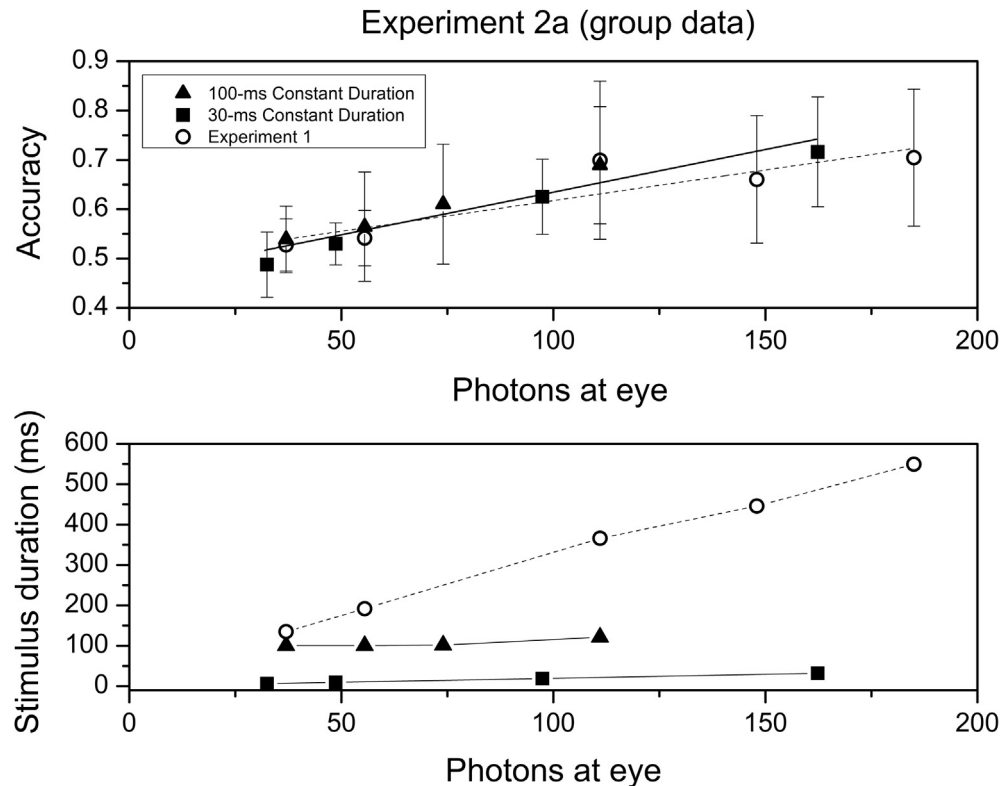 Experiment 2a (group data)
0.9
0.8
0.7
0.6
0.5
0.4
Accuracy
100-ms Constant Duration
30-ms Constant Duration
Experiment 1
0 50 100 150 200
Photons at eye
600
500
400
300
200
100
0
Stimulus duration (ms)
0 50 100 150 200
Photons at eye